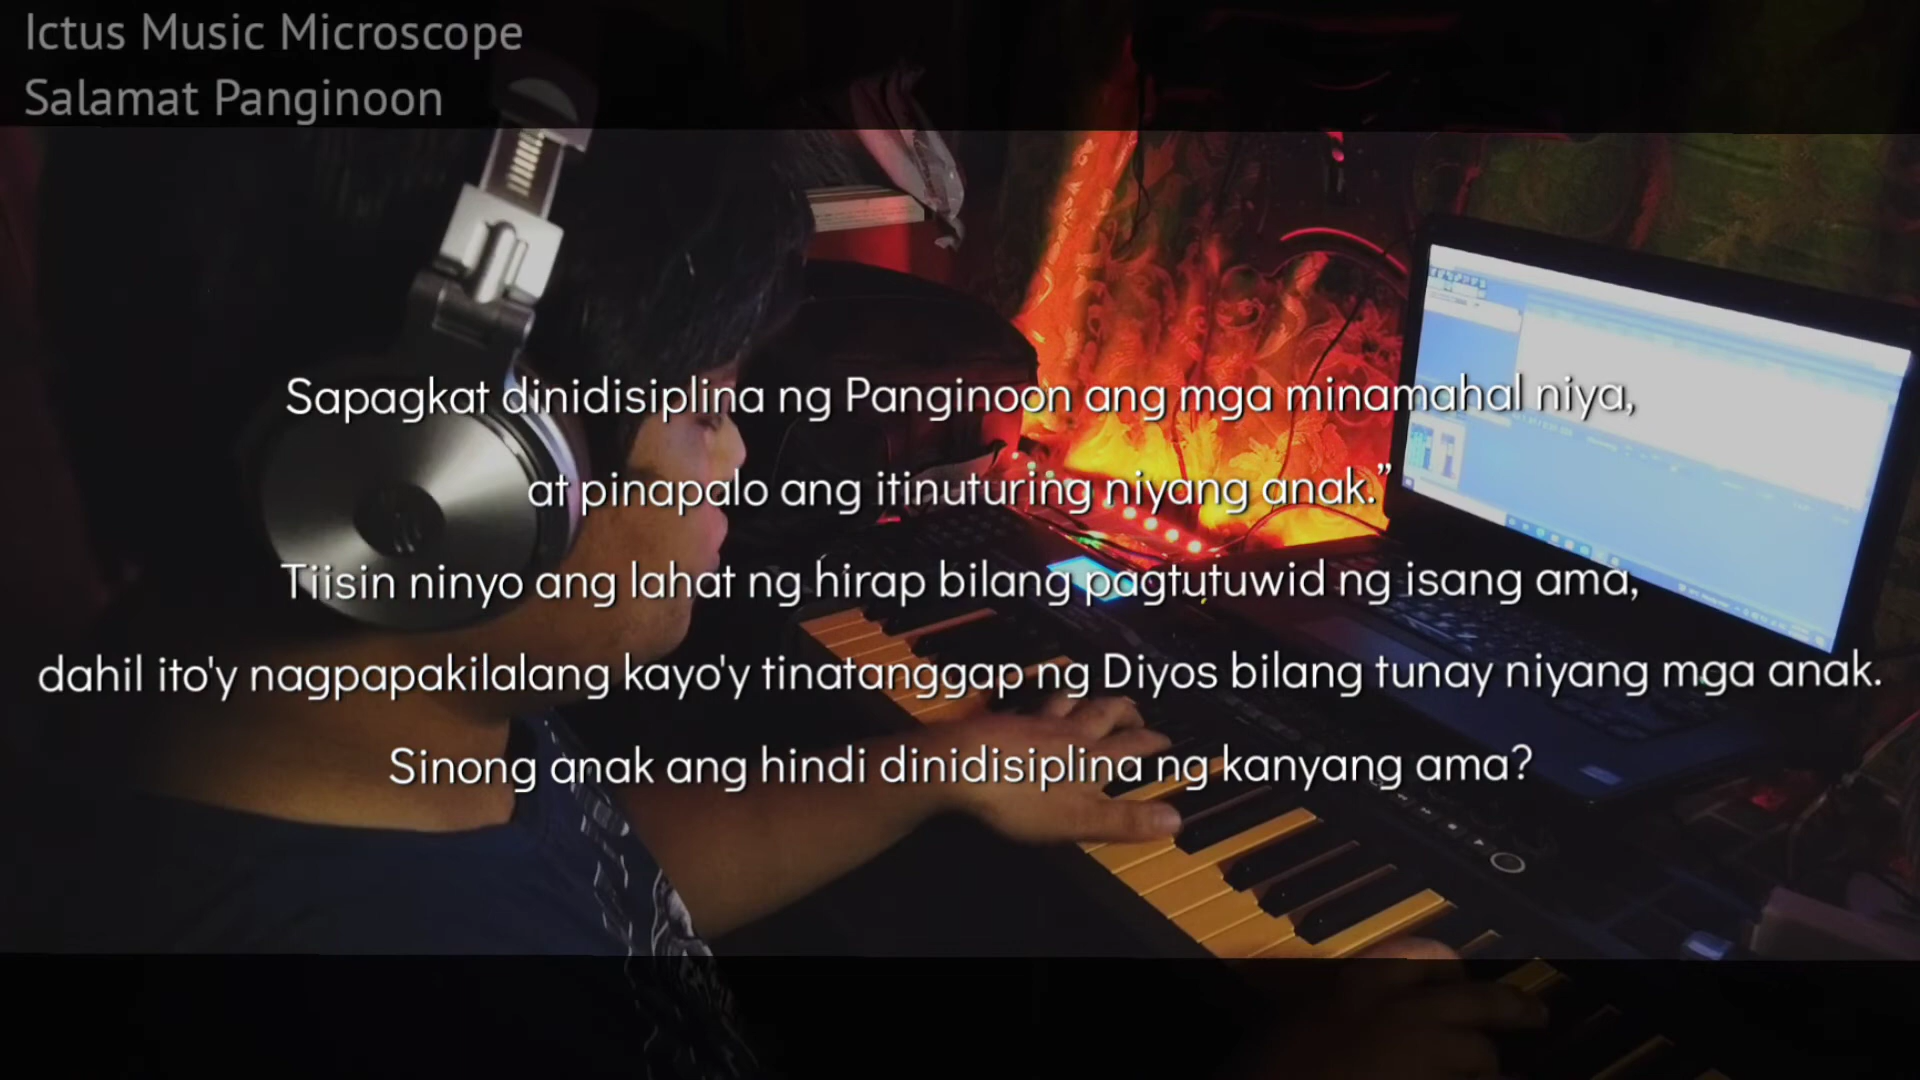 Ictus Music Microscope
Salamat Panginoon
Sapagkat dinidisiplina ng Panginoon ang mga minamahal niya,
at pinapalo ang itinuturing niyang anak.”
Tiisin ninyo ang lahat ng hirap bilang pagtutuwid ng isang ama,
dahil ito'y nagpapakilalang kayo'y tinatanggap ng Diyos bilang tunay niyang mga anak.
Sinong anak ang hindi dinidisiplina ng kanyang ama?